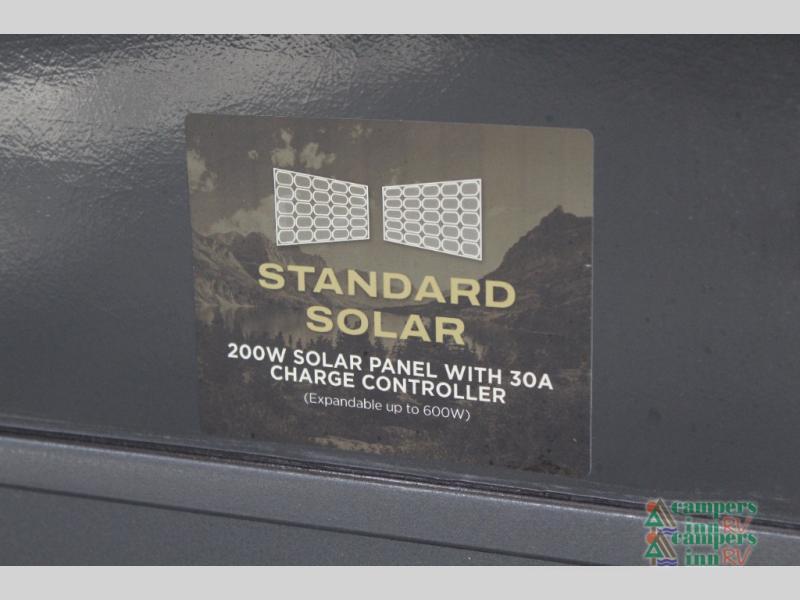 STANDARD
SOLAR
200W SOLAR PANEL WITH 30A
CHARGE CONTROLLER
(Expandable up to 600W)
campers
inn RV
campers
inn RV